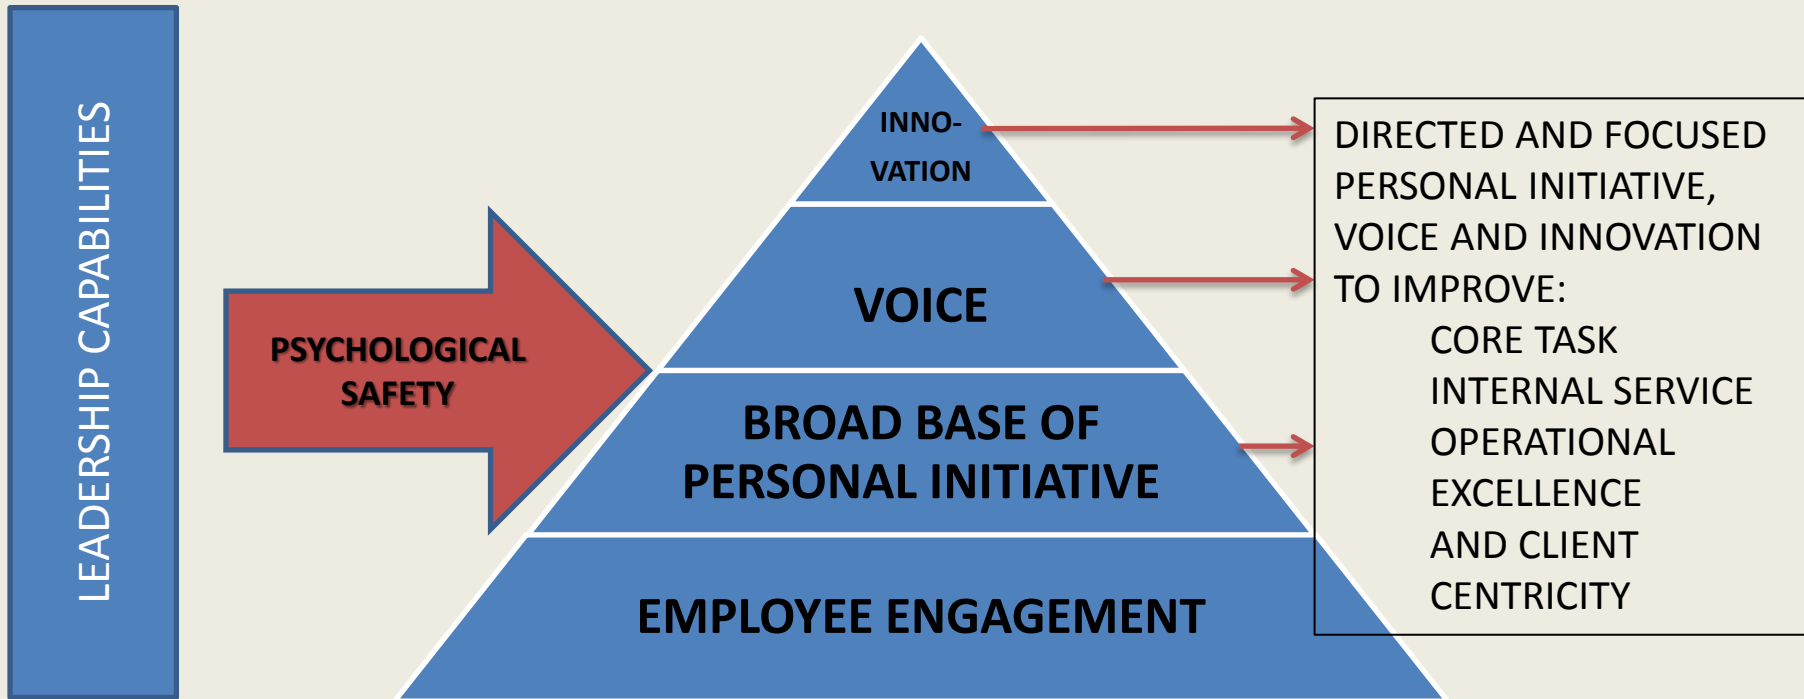 LEADERSHIP CAPABILITIES
PSYCHOLOGICAL
SAFETY
INNO-
VATION
VOICE
BROAD BASE OF
PERSONAL INITIATIVE
EMPLOYEE ENGAGEMENT
DIRECTED AND FOCUSED
PERSONAL INITIATIVE,
VOICE AND INNOVATION
TO IMPROVE:
CORE TASK
INTERNAL SERVICE
OPERATIONAL
EXCELLENCE
AND CLIENT
CENTRICITY